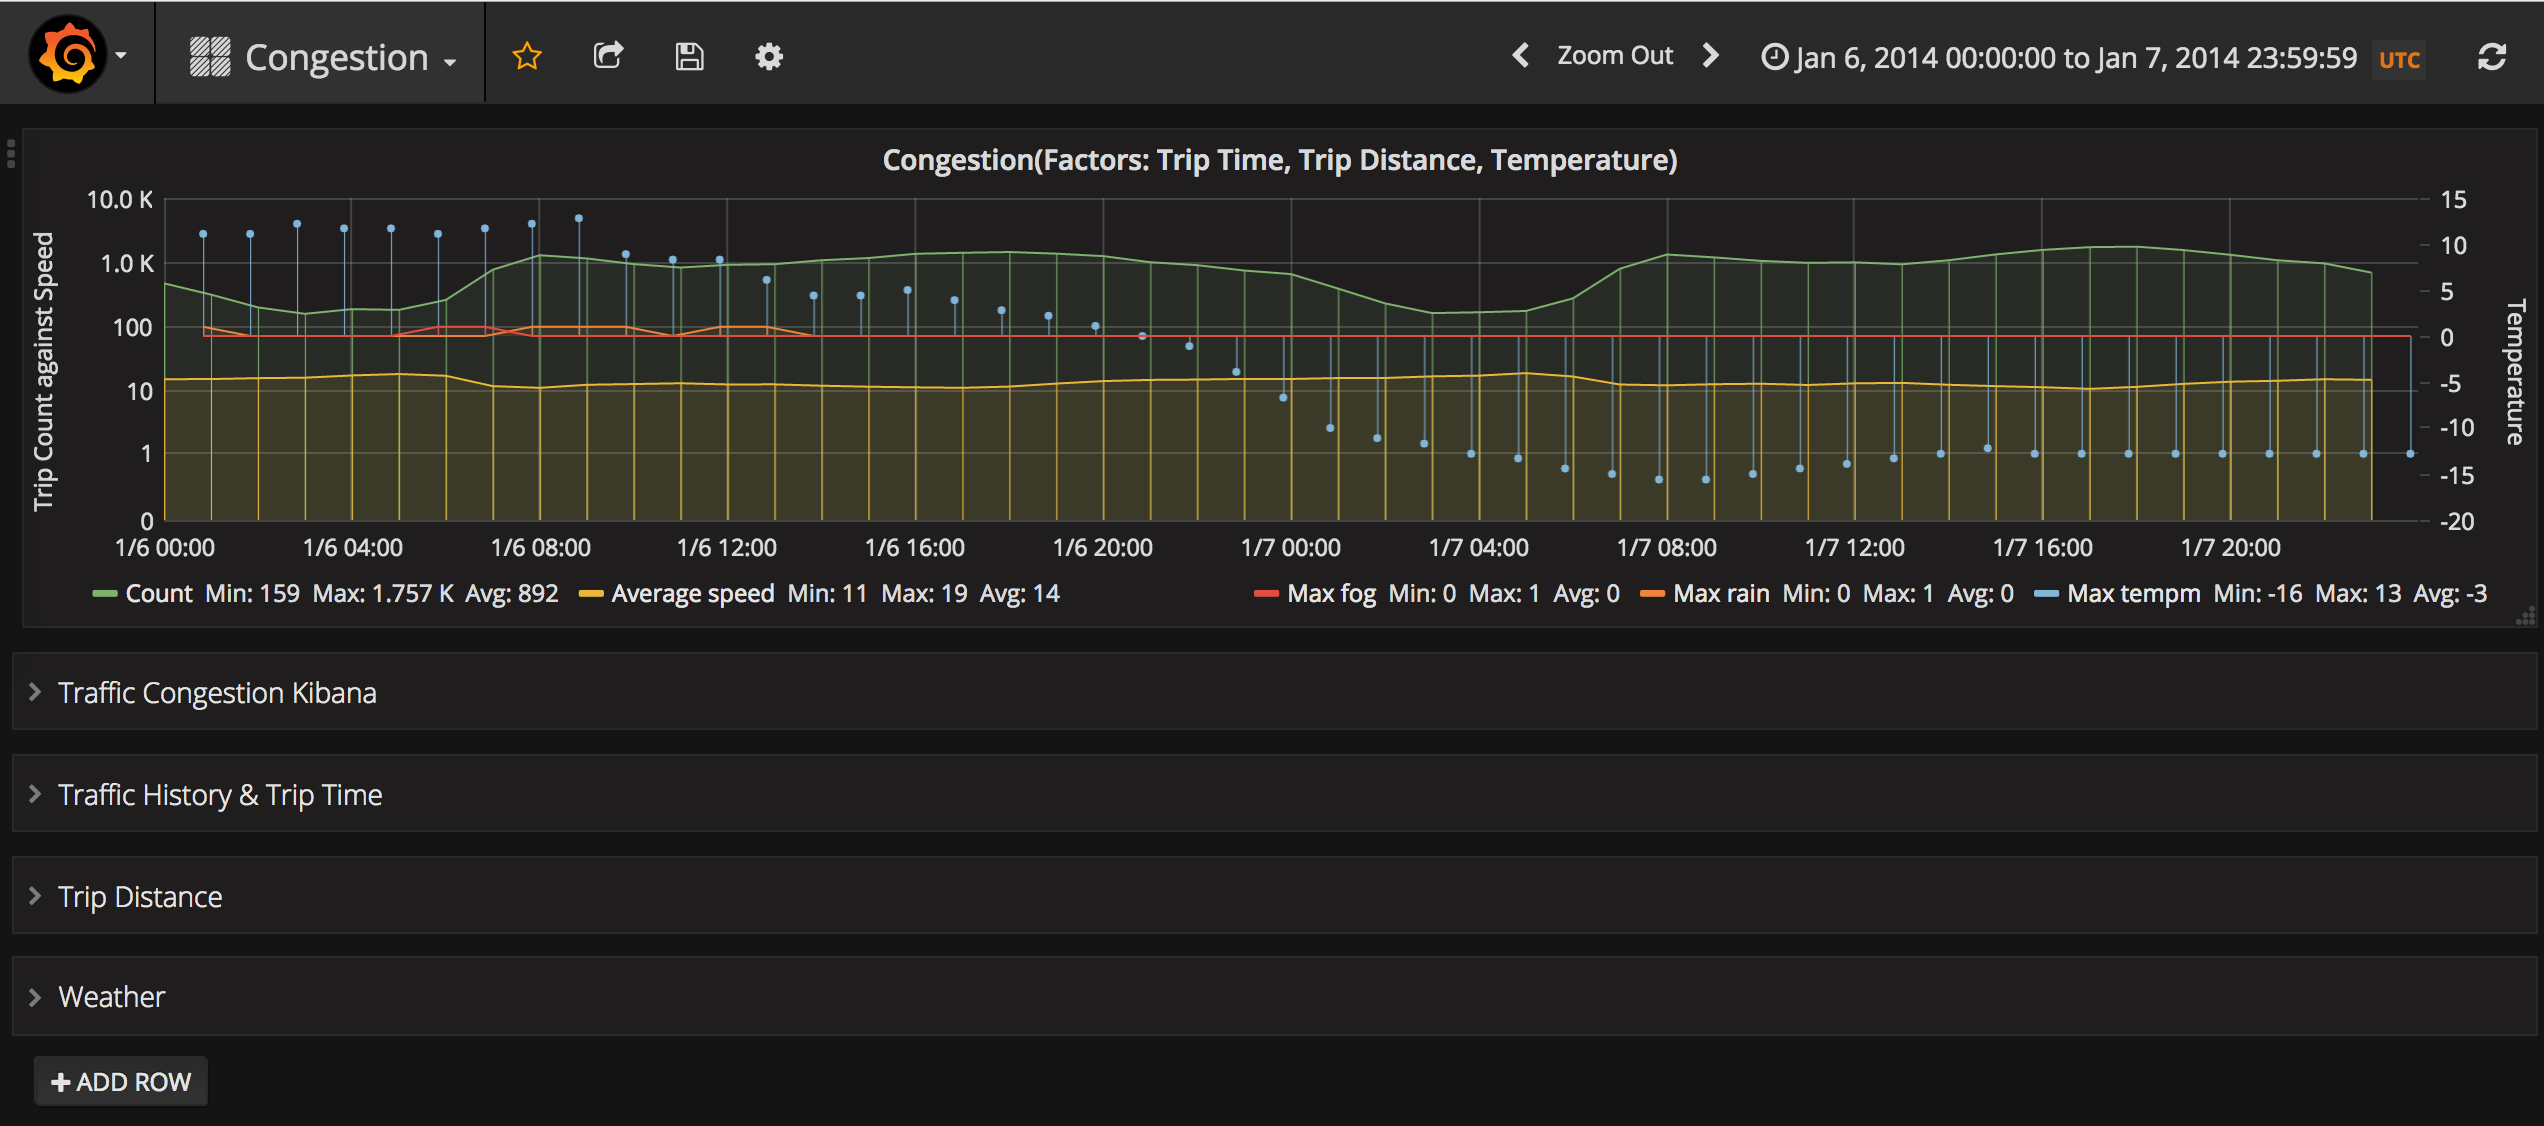 Congestion
Zoom Out
Jan 6, 2014 00:00:00 to Jan 7, 2014 23:59:59 UTC
Congestion(Factors: Trip Time, Trip Distance, Temperature)
Trip Count against Speed
10.0 K
1.0 K
100
10
1
0
15
10
5
0
-5
-10
-15
-20
Temperature
1/6 00:00 1/6 04:00 1/6 08:00 1/6 12:00 1/6 16:00 1/6 20:00 1/7 00:00 1/7 04:00 1/7 08:00 1/7 12:00 1/7 16:00 1/7 20:00
Count Min: 159 Max: 1.757 K Avg: 892 Average speed Min: 11 Max: 19 Avg: 14 Max fog Min: 0 Max: 1 Avg: 0 Max rain Min: 0 Max: 1 Avg: 0 Max tempm Min: -16 Max: 13 Avg: -3
Traffic Congestion Kibana
Traffic History & Trip Time
Trip Distance
Weather
ADD ROW